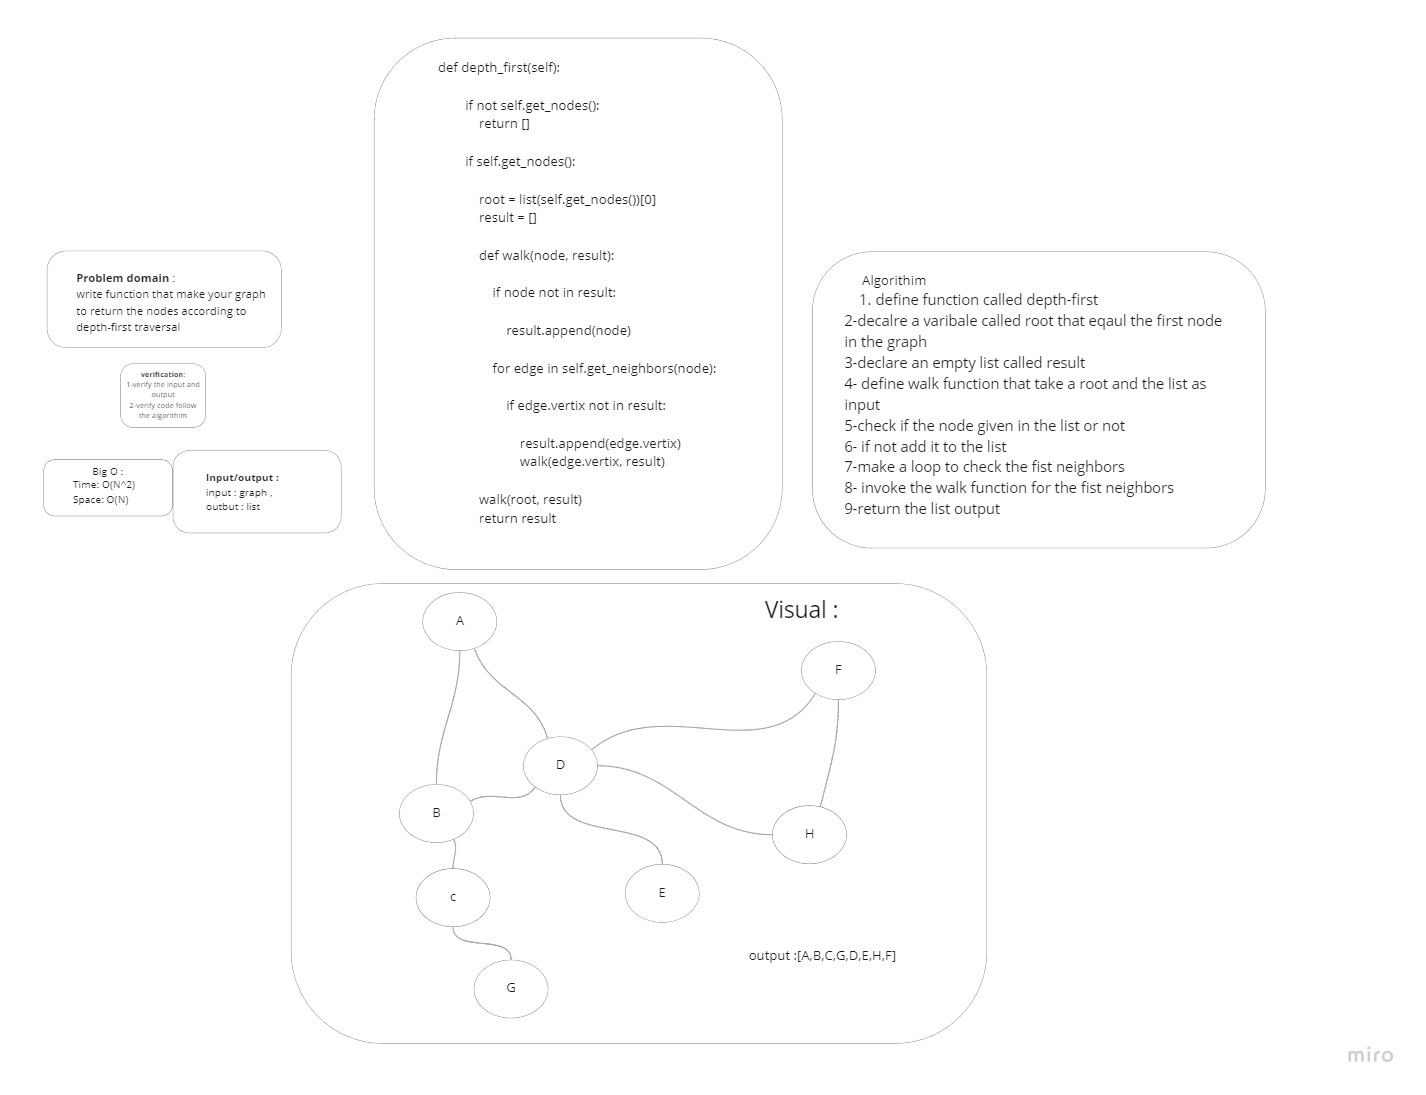 def depth_first(self):
if not self.get_nodes():
return []
if self.get_nodes():
root = list(self.get_nodes())[0]
result = []
def walk(node, result):
if node not in result:
result.append(node)
for edge in self.get_neighbors(node):
if edge.vertix not in result:
result.append(edge.vertix)
walk(edge.vertix, result)
walk(root, result)
return result
Problem domain :
write function that make your graph
to return the nodes according to
depth-first traversal
verification:
1-verify the input and
output
2-verify code follow
the algorithim
Big O :
Time: O(N^2)
Space: O(N)
Input/output :
input : graph ,
outbut : list
Algorithim
1. define function called depth-first
2-decalre a varibale called root that eqaul the first node
in the graph
3-declare an empty list called result
4- define walk function that take a root and the list as
input
5-check if the node given in the list or not
6- if not add it to the list
7-make a loop to check the fist neighbors
8- invoke the walk function for the fist neighbors
9-return the list output
Visual :
A
F
D
B
H
c
E
G
output :[A,B,C,G,D,E,H,F]
miro